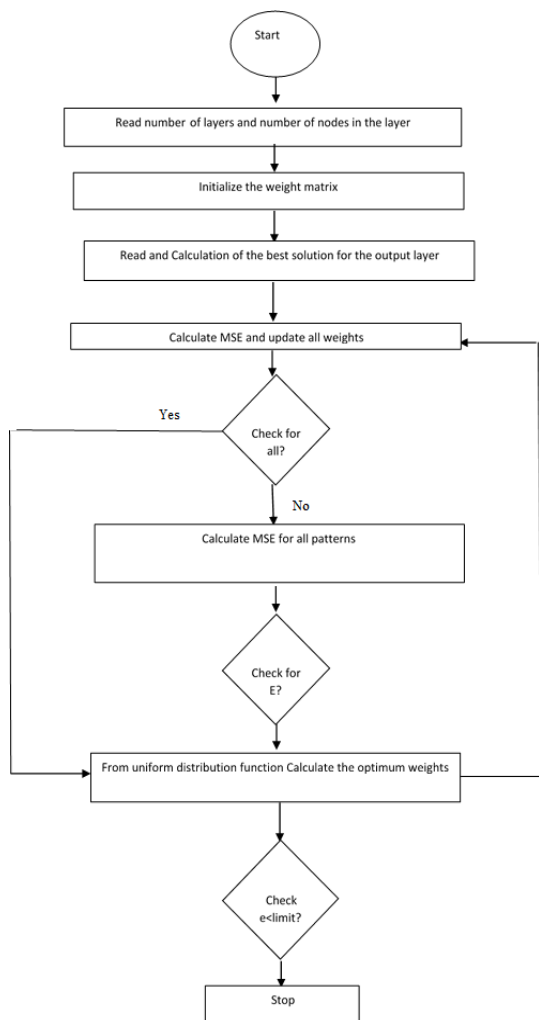 Start
Read number of layers and number of nodes in the layer
Initialize the weight matrix
Read and Calculation of the best solution for the output layer
Calculate MSE and update all weights
Yes
Check for
all?
No
Calculate MSE for all patterns
Check for
E?
From uniform distribution function Calculate the optimum weights
Check
e<limit?
Stop